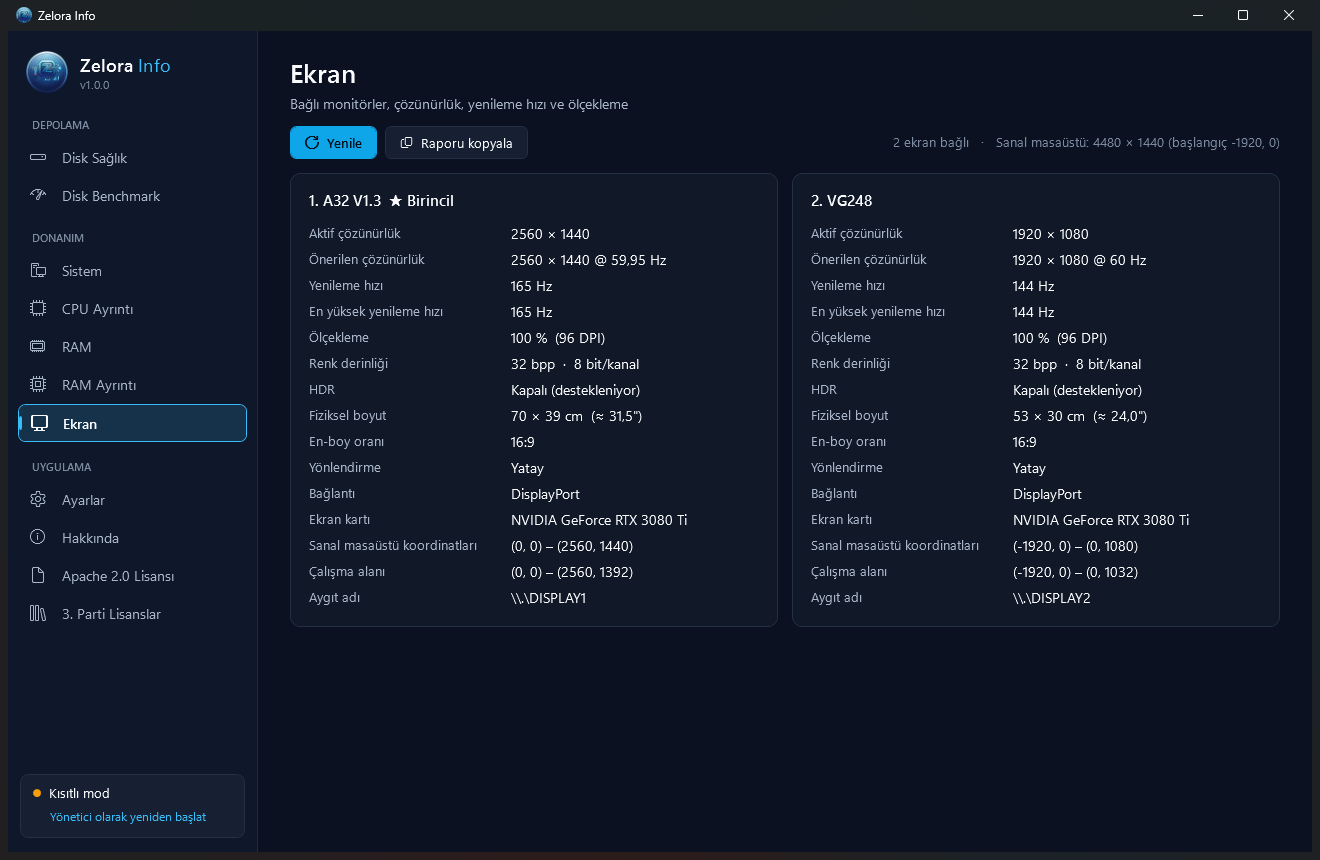 Zelora Info
Zelora Info
v1.0.0
DEPOLAMA
Disk Sağlık
Disk Benchmark
DONANIM
Sistem
CPU Ayrıntı
RAM
RAM Ayrıntı
Ekran
UYGULAMA
Ayarlar
Hakkında
Apache 2.0 Lisansı
3. Parti Lisanslar
Kısıtlı mod
Yönetici olarak yeniden başlat
Ekran
Bağlı monitörler, çözünürlük, yenileme hızı ve ölçekleme
Yenile Raporu kopyala 2 ekran bağlı · Sanal masaüstü: 4480 × 1440 (başlangıç -1920, 0)
1. A32 V1.3 ★ Birincil
Aktif çözünürlük 2560 × 1440
Önerilen çözünürlük 2560 × 1440 @ 59,95 Hz
Yenileme hızı 165 Hz
En yüksek yenileme hızı 165 Hz
Ölçekleme 100 % (96 DPI)
Renk derinliği 32 bpp · 8 bit/kanal
HDR Kapalı (destekleniyor)
Fiziksel boyut 70 × 39 cm (≈ 31,5")
En-boy oranı 16:9
Yönlendirme Yatay
Bağlantı DisplayPort
Ekran kartı NVIDIA GeForce RTX 3080 Ti
Sanal masaüstü koordinatları (0, 0) – (2560, 1440)
Çalışma alanı (0, 0) – (2560, 1392)
Aygıt adı \\.\DISPLAY1
2. VG248
Aktif çözünürlük 1920 × 1080
Önerilen çözünürlük 1920 × 1080 @ 60 Hz
Yenileme hızı 144 Hz
En yüksek yenileme hızı 144 Hz
Ölçekleme 100 % (96 DPI)
Renk derinliği 32 bpp · 8 bit/kanal
HDR Kapalı (destekleniyor)
Fiziksel boyut 53 × 30 cm (≈ 24,0")
En-boy oranı 16:9
Yönlendirme Yatay
Bağlantı DisplayPort
Ekran kartı NVIDIA GeForce RTX 3080 Ti
Sanal masaüstü koordinatları (-1920, 0) – (0, 1080)
Çalışma alanı (-1920, 0) – (0, 1032)
Aygıt adı \\.\DISPLAY2